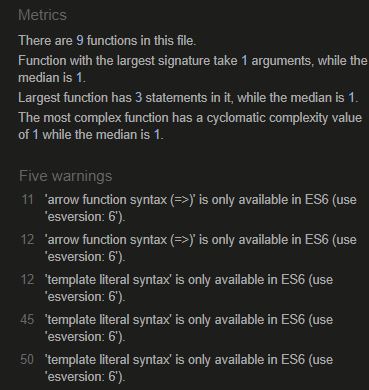 Metrics
There are 9 functions in this file.
Function with the largest signature take 1 arguments, while the
median is 1.
Largest function has 3 statements in it, while the median is 1.
The most complex function has a cyclomatic complexity value
of 1 while the median is 1.
Five warnings
11 'arrow function syntax (=>)' is only available in ES6 (use
'esversion: 6').
12 'arrow function syntax (=>)' is only available in ES6 (use
'esversion: 6').
12 'template literal syntax' is only available in ES6 (use
'esversion: 6').
45 'template literal syntax' is only available in ES6 (use
'esversion: 6').
50 'template literal syntax' is only available in ES6 (use
'esversion: 6').